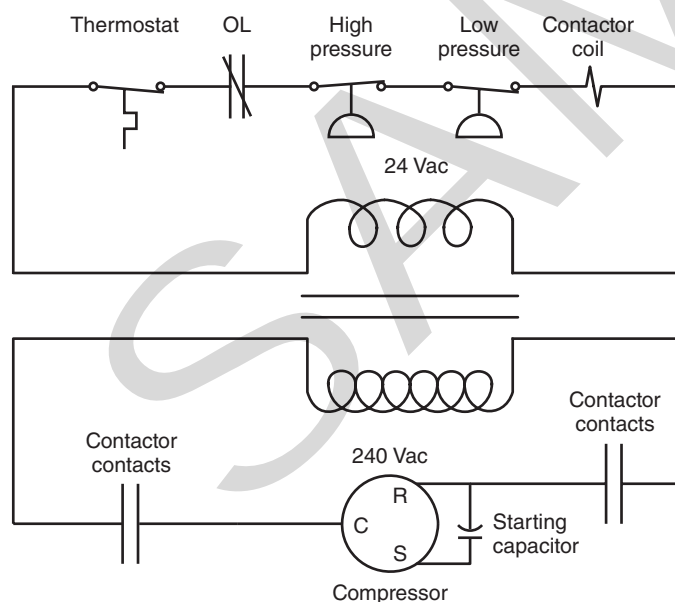 Thermostat
OL
High
pressure
Low
pressure
Contactor
coil
24 Vac
Contactor
contacts
240 Vac
Contactor
contacts
R
C
S
Starting
capacitor
Compressor